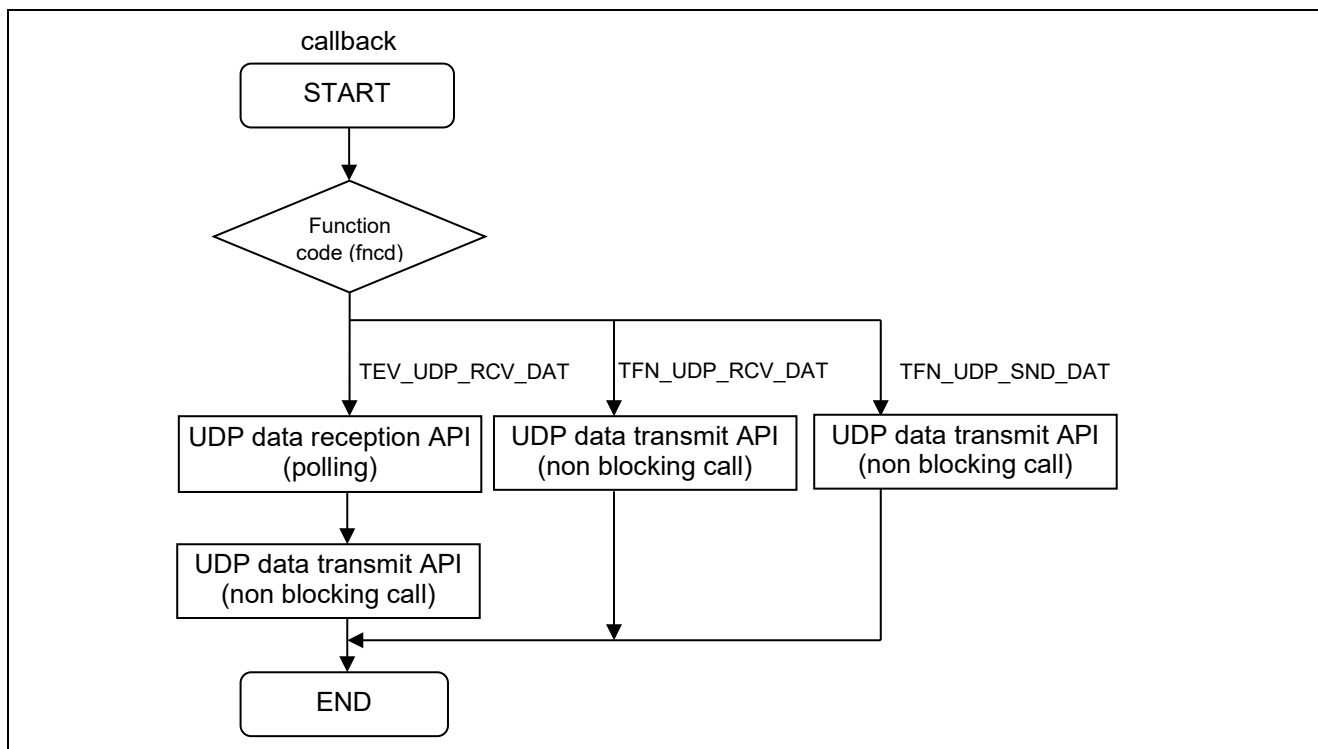 callback
START
Function
code (fncd)
TEV_UDP_RCV_DAT
TFN_UDP_RCV_DAT
TFN_UDP_SND_DAT
UDP data reception API
(polling)
UDP data transmit API
(non blocking call)
UDP data transmit API
(non blocking call)
UDP data transmit API
(non blocking call)
END